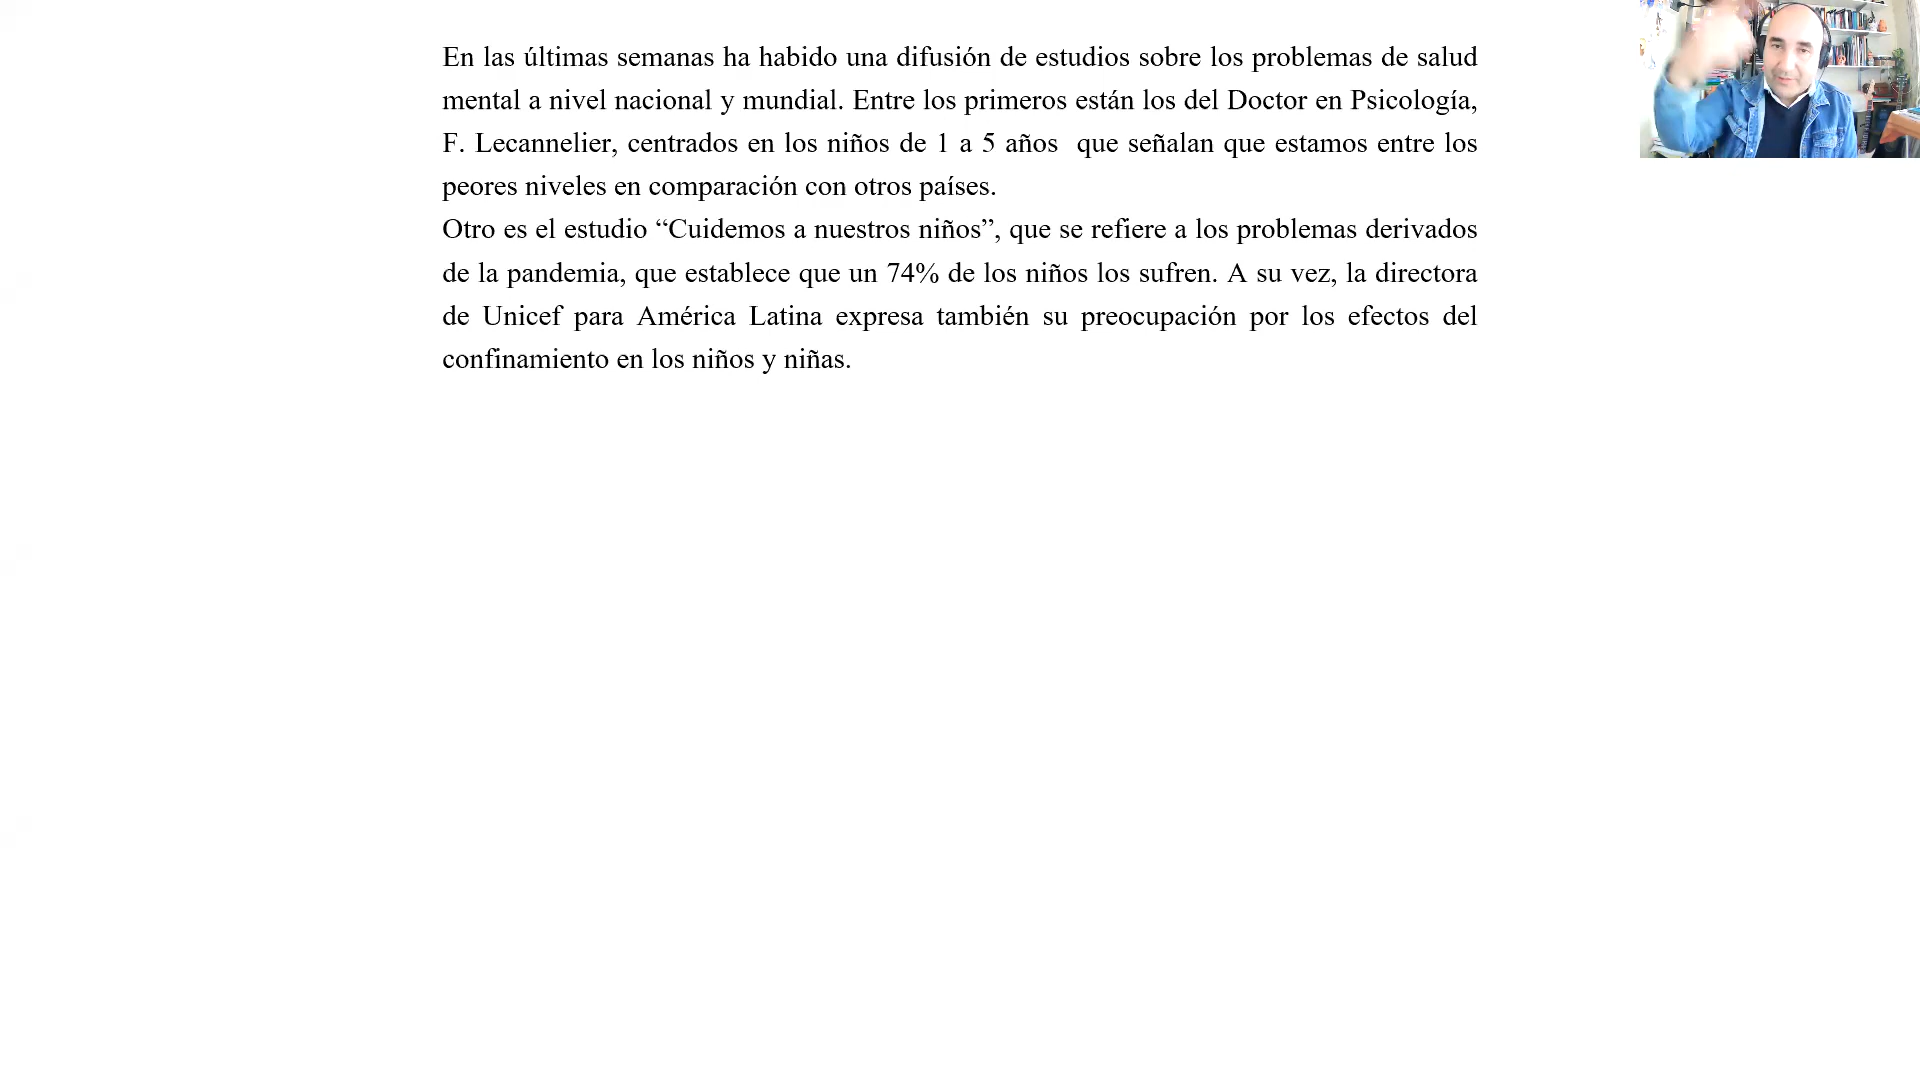 En las últimas semanas ha habido una difusión de estudios sobre los problemas de salud
mental a nivel nacional y mundial. Entre los primeros están los del Doctor en Psicología,
F. Lecannelier, centrados en los niños de 1 a 5 años  que señalan que estamos entre los
peores niveles en comparación con otros países.
Otro es el estudio “Cuidemos a nuestros niños”, que se refiere a los problemas derivados
de la pandemia, que establece que un 74% de los niños los sufren. A su vez, la directora
de Unicef para América Latina expresa también su preocupación por los efectos del
confinamiento en los niños y niñas.